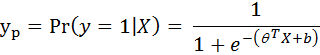 y_p = Pr(y = 1|X) = 1 / (1 + e^{-(θ^T X+b)})